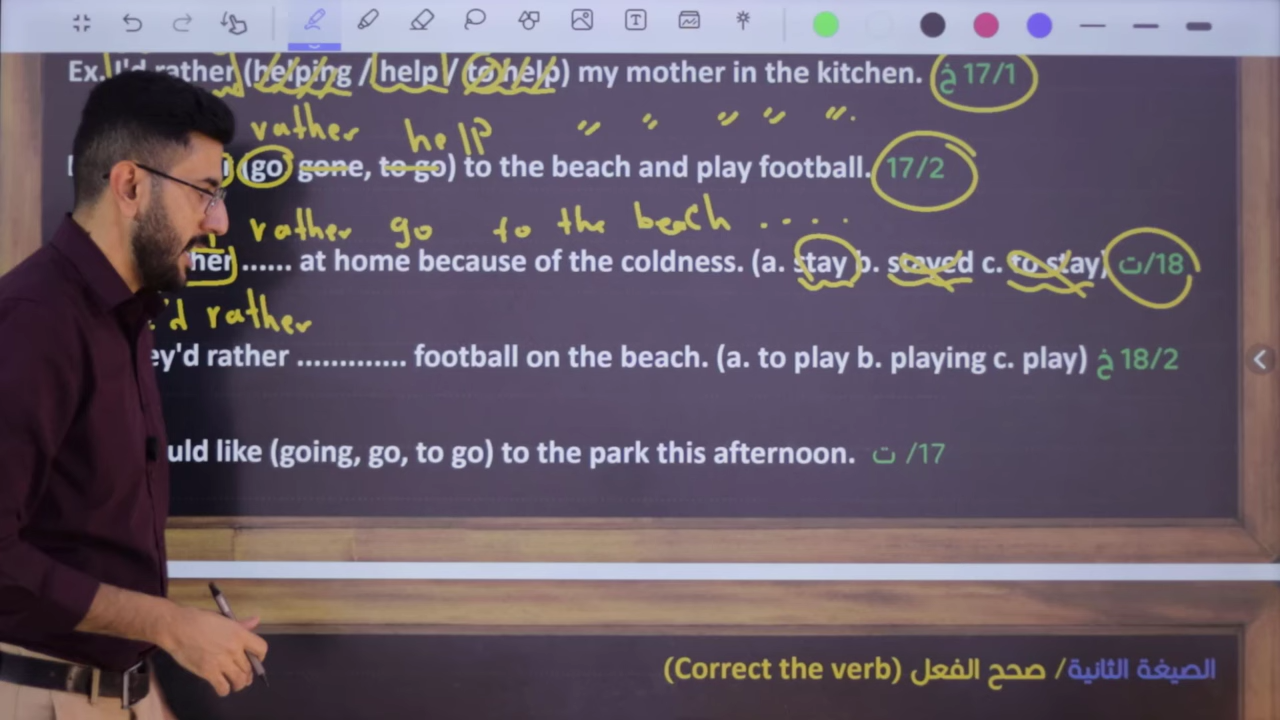 Ex. I'd rather (helping / help / to help) my mother in the kitchen. 17/1 خ
rather help " " " " ".
(go gone, to go) to the beach and play football. 17/2
rather go to the beach ....
her ...... at home because of the coldness. (a. stay b. stayed c. to stay) 18/ت
'd rather
ey'd rather ............. football on the beach. (a. to play b. playing c. play) 18/2 خ
uld like (going, go, to go) to the park this afternoon. 17/ ت
الصيغة الثانية/ صحح الفعل (Correct the verb)